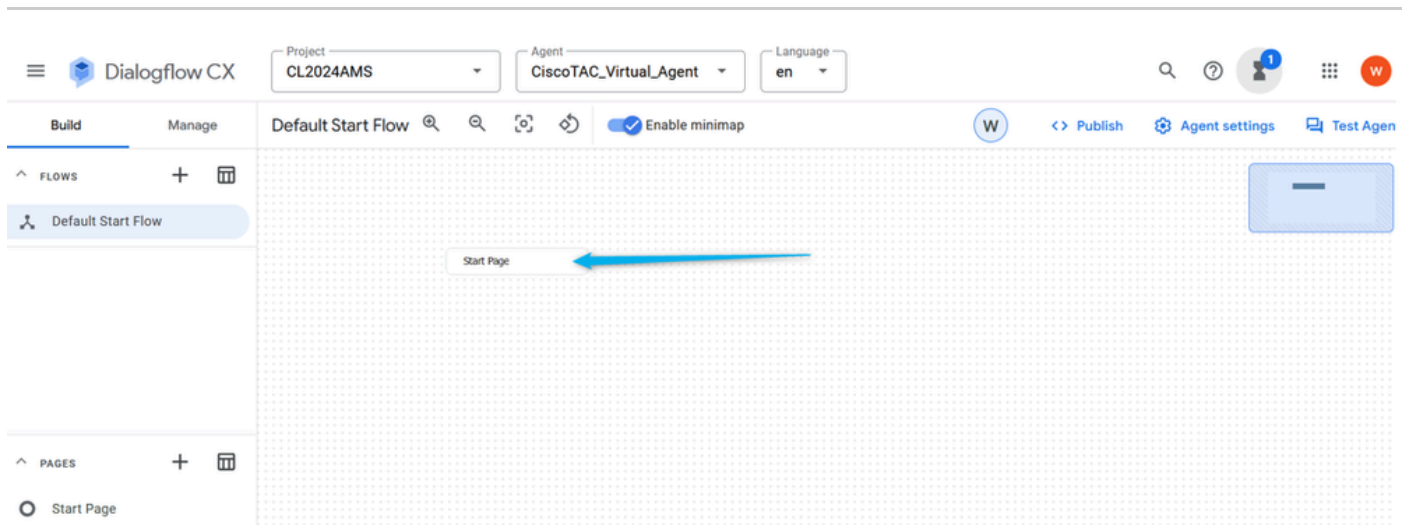 Project
Agent
Language
Dialogflow CX
CL2024AMS
CiscoTAC_Virtual_Agent
en
1
W
Build
Manage
Default Start Flow
Enable minimap
W
<> Publish
Agent settings
Test Agen
FLOWS
Default Start Flow
Start Page
PAGES
Start Page